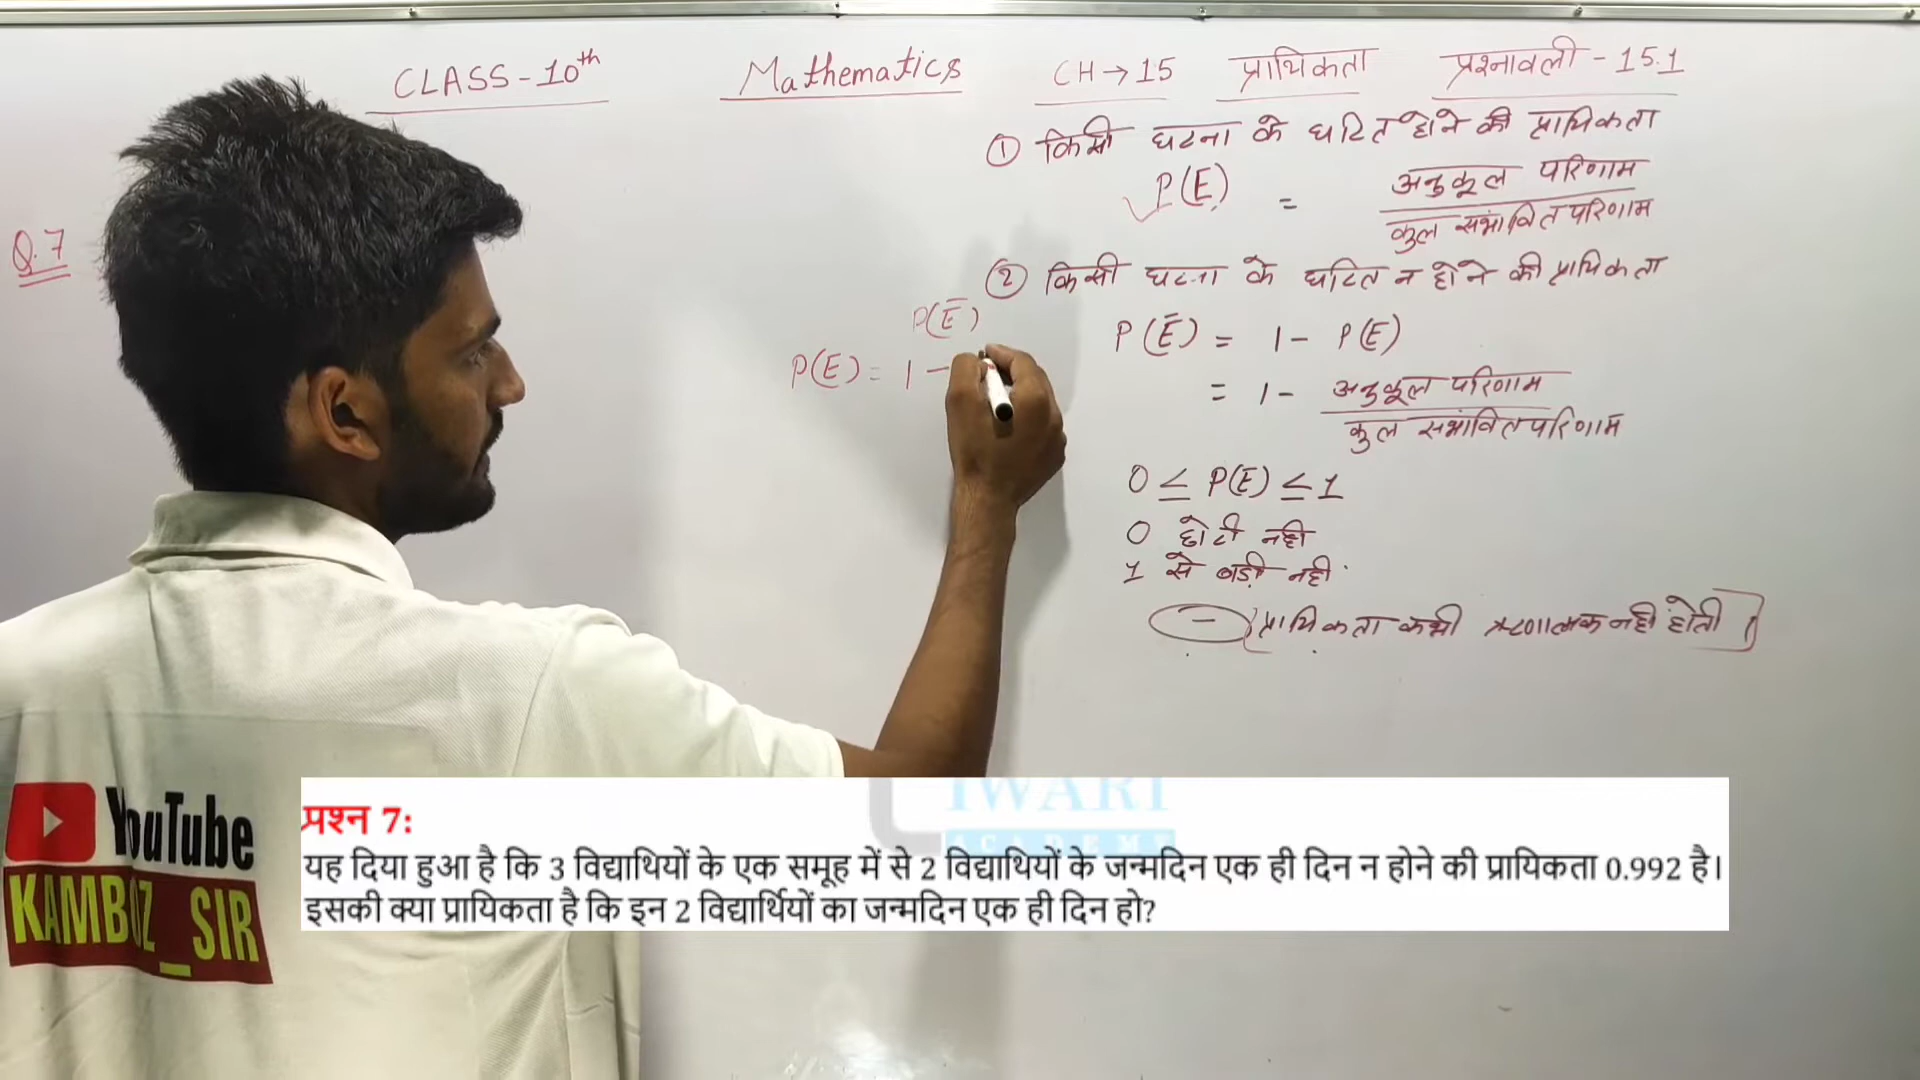 CLASS-10th Mathematics CH→15 प्रायिकता प्रश्नावली-15.1
① किसी घटना के घटित होने की प्रायिकता
P(E) = अनुकूल परिणाम
कुल संभावित परिणाम
Q.7
② किसी घटना के घटित न होने की प्रायिकता
P(E̅)
P(E̅) = 1 - P(E)
P(E) = 1 -
= 1 - अनुकूल परिणाम
कुल संभावित परिणाम
0 ≤ P(E) ≤ 1
0 छोटी नही
1 से बड़ी नही
- प्रायिकता कभी ऋणात्मक नही होती
IWARI
ACADEMY
YouTube
KAMBOZ_SIR
प्रश्न 7:
यह दिया हुआ है कि 3 विद्याथियों के एक समूह में से 2 विद्याथियों के जन्मदिन एक ही दिन न होने की प्रायिकता 0.992 है।
इसकी क्या प्रायिकता है कि इन 2 विद्यार्थियों का जन्मदिन एक ही दिन हो?